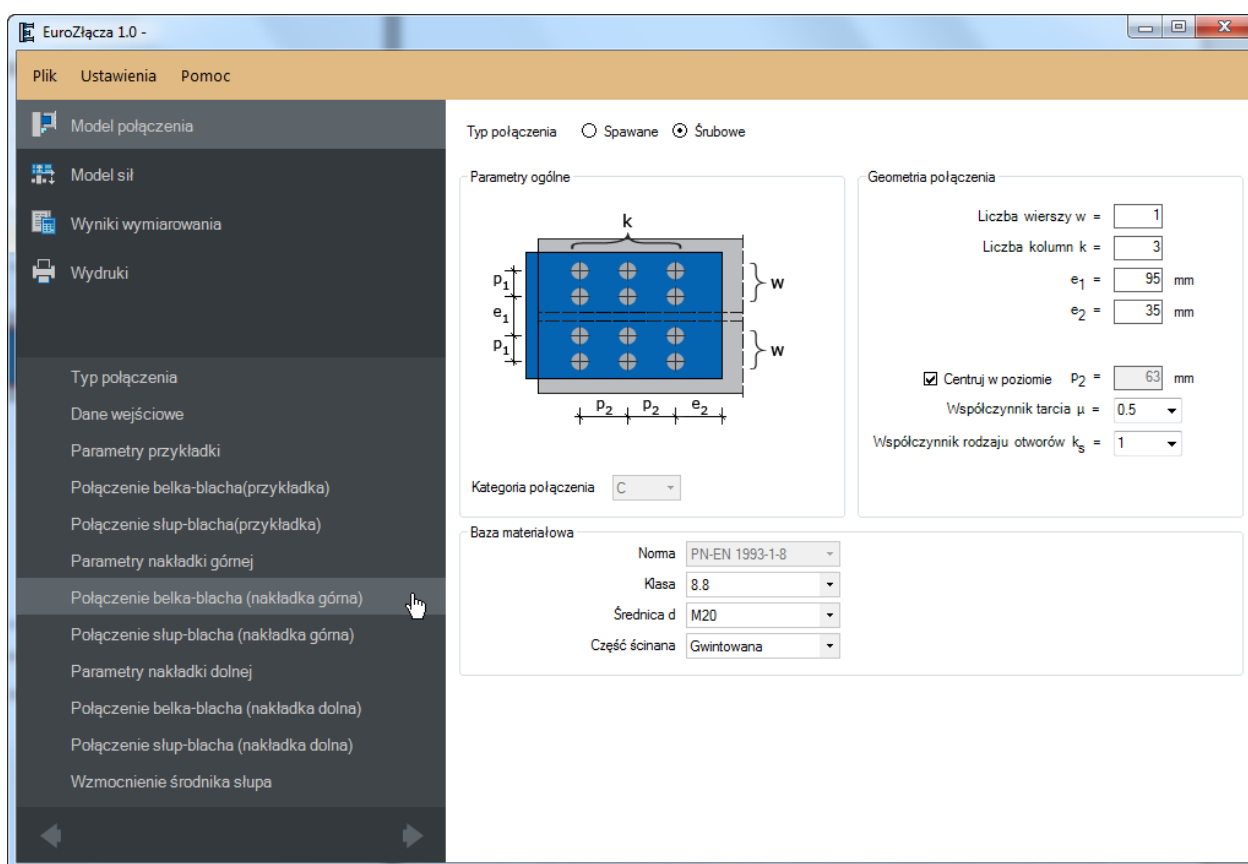 EuroZłącza 1.0 -
Plik Ustawienia Pomoc
Model połączenia
Model sił
Wyniki wymiarowania
Wydruki
Typ połączenia
Dane wejściowe
Parametry przykładki
Połączenie belka-blacha(przykładka)
Połączenie słup-blacha(przykładka)
Parametry nakładki górnej
Połączenie belka-blacha (nakładka górna)
Połączenie słup-blacha (nakładka górna)
Parametry nakładki dolnej
Połączenie belka-blacha (nakładka dolna)
Połączenie słup-blacha (nakładka dolna)
Wzmocnienie środnika słupa
Typ połączenia Spawane Śrubowe
Parametry ogólne
k
p1
e1
p1
w
w
p2 p2 e2
Kategoria połączenia C
Geometria połączenia
Liczba wierszy w = 1
Liczba kolumn k = 3
e1 = 95 mm
e2 = 35 mm
Centruj w poziomie p2 = 63 mm
Współczynnik tarcia µ = 0.5
Współczynnik rodzaju otworów ks = 1
Baza materiałowa
Norma PN-EN 1993-1-8
Klasa 8.8
Średnica d M20
Część ścinana Gwintowana